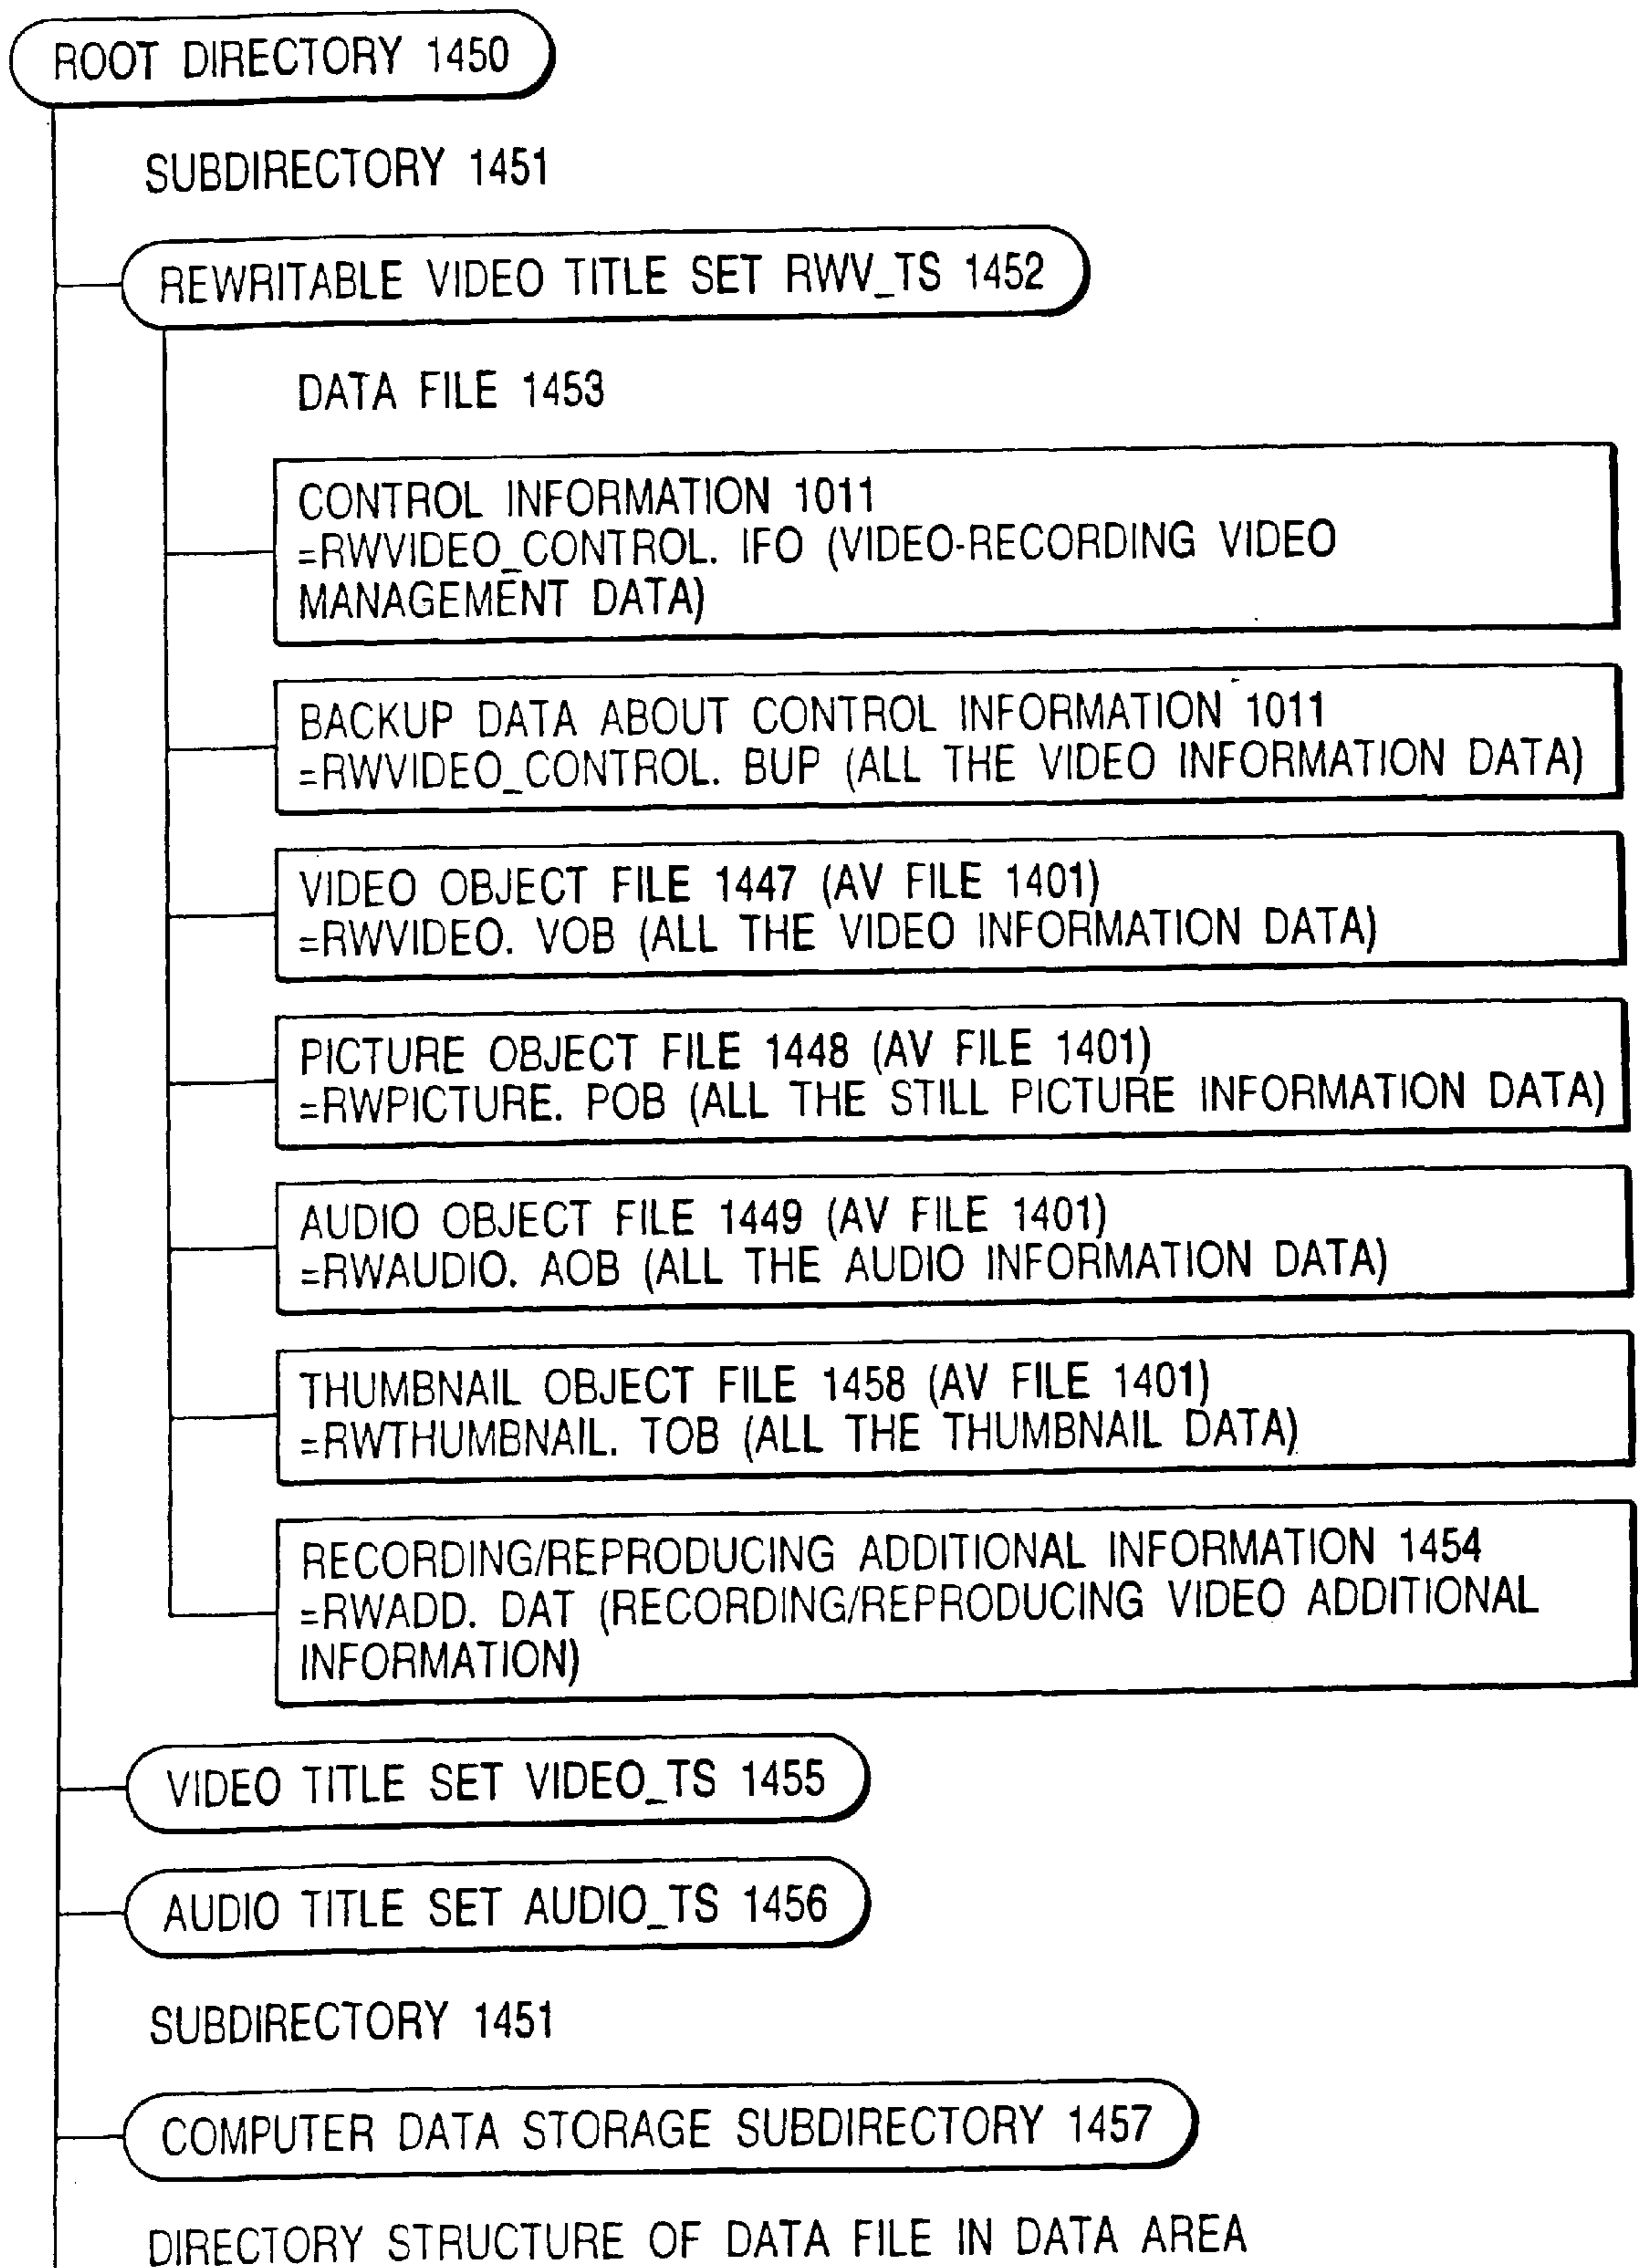 ROOT DIRECTORY 1450
SUBDIRECTORY 1451
REWRITABLE VIDEO TITLE SET RWV_TS 1452
DATA FILE 1453
CONTROL INFORMATION 1011
=RWVIDEO_CONTROL. IFO (VIDEO-RECORDING VIDEO
MANAGEMENT DATA)
BACKUP DATA ABOUT CONTROL INFORMATION 1011
=RWVIDEO_CONTROL. BUP (ALL THE VIDEO INFORMATION DATA)
VIDEO OBJECT FILE 1447 (AV FILE 1401)
=RWVIDEO. VOB (ALL THE VIDEO INFORMATION DATA)
PICTURE OBJECT FILE 1448 (AV FILE 1401)
=RWPICTURE. POB (ALL THE STILL PICTURE INFORMATION DATA)
AUDIO OBJECT FILE 1449 (AV FILE 1401)
=RWAUDIO. AOB (ALL THE AUDIO INFORMATION DATA)
THUMBNAIL OBJECT FILE 1458 (AV FILE 1401)
=RWTHUMBNAIL. TOB (ALL THE THUMBNAIL DATA)
RECORDING/REPRODUCING ADDITIONAL INFORMATION 1454
=RWADD. DAT (RECORDING/REPRODUCING VIDEO ADDITIONAL
INFORMATION)
VIDEO TITLE SET VIDEO_TS 1455
AUDIO TITLE SET AUDIO_TS 1456
SUBDIRECTORY 1451
COMPUTER DATA STORAGE SUBDIRECTORY 1457
DIRECTORY STRUCTURE OF DATA FILE IN DATA AREA